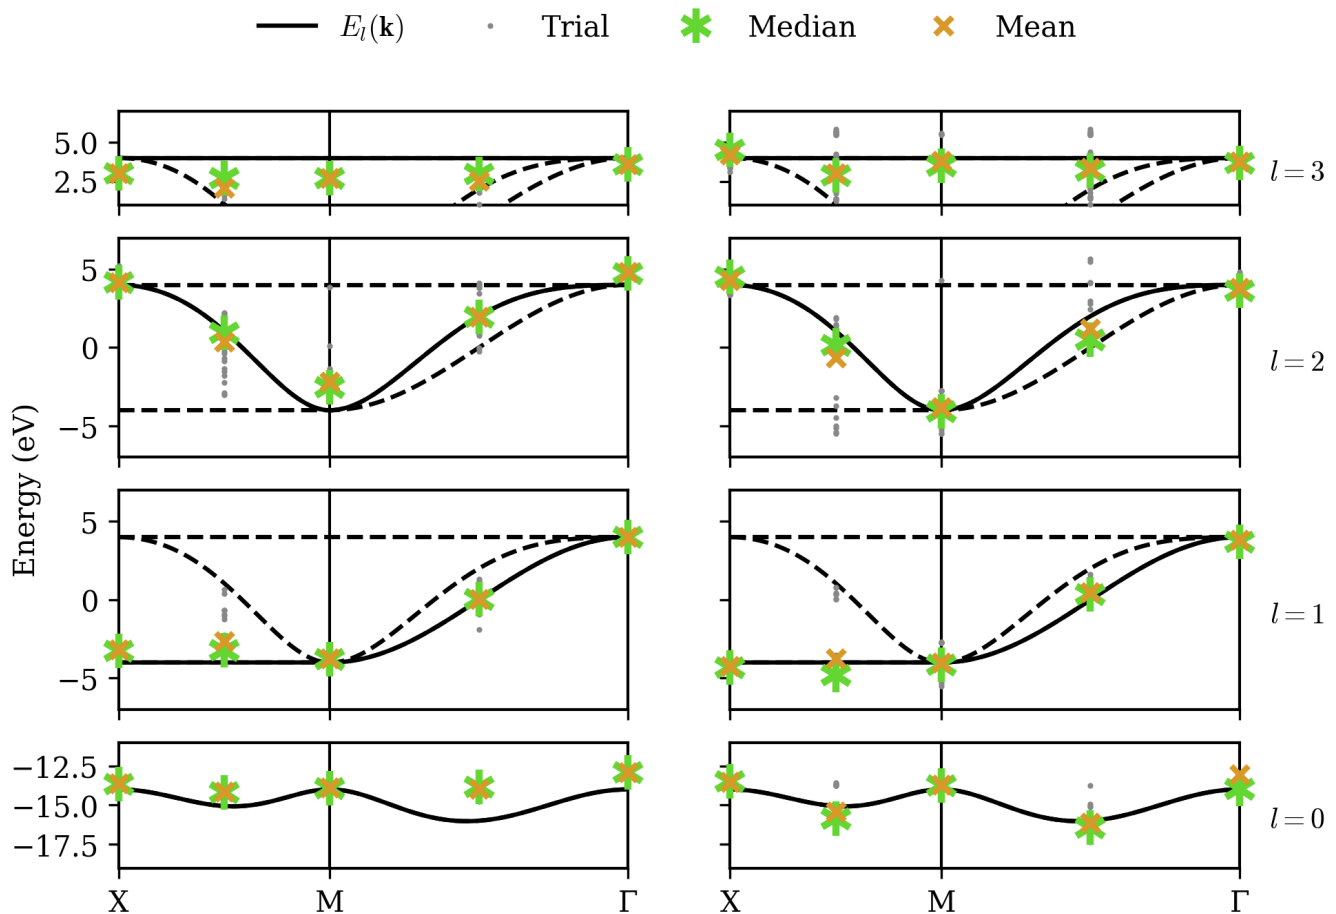 E_l(k) Trial Median Mean
5.0
2.5
l = 3
5
0
−5
l = 2
Energy (eV)
5
0
−5
l = 1
−12.5
−15.0
−17.5
l = 0
X M Γ X M Γ